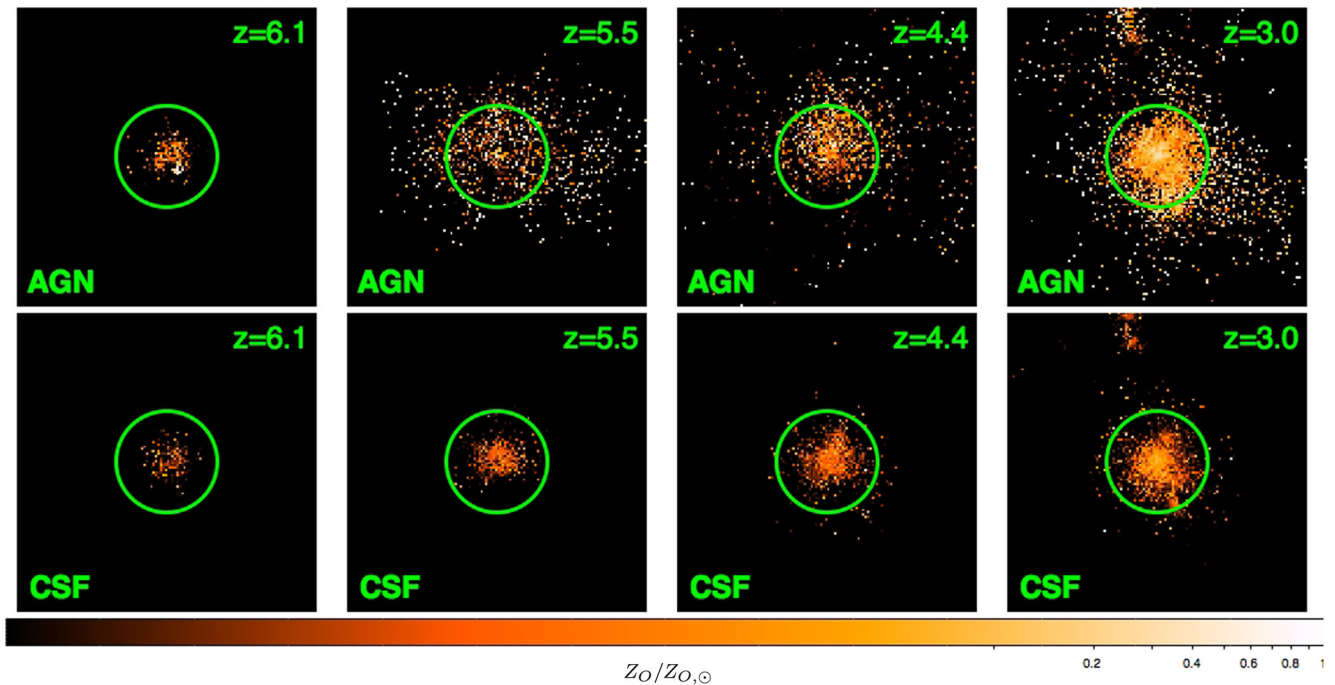 z=6.1
z=5.5
z=4.4
z=3.0
AGN
AGN
AGN
AGN
z=6.1
z=5.5
z=4.4
z=3.0
CSF
CSF
CSF
CSF
0.2 0.4 0.6 0.8 1
Z_O/Z_{O,⊙}